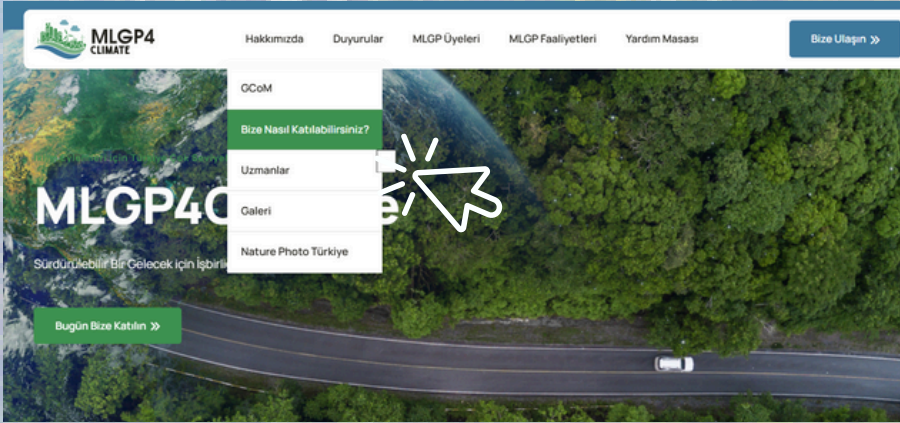 MLGP4
CLIMATE
Hakkımızda
Duyurular
MLGP Üyeleri
MLGP Faaliyetleri
Yardım Masası
Bize Ulaşın
GCoM
Bize Nasıl Katılabilirsiniz?
Uzmanlar
Galeri
Nature Photo Türkiye
MLGP4C
e
Sürdürülebilir Bir Gelecek için İşbirli
Bugün Bize Katılın